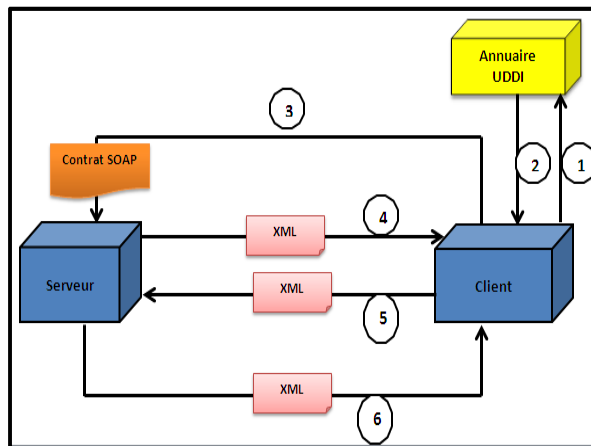 Annuaire
UDDI
3
2
1
Contrat SOAP
XML
4
Serveur
XML
5
Client
XML
6